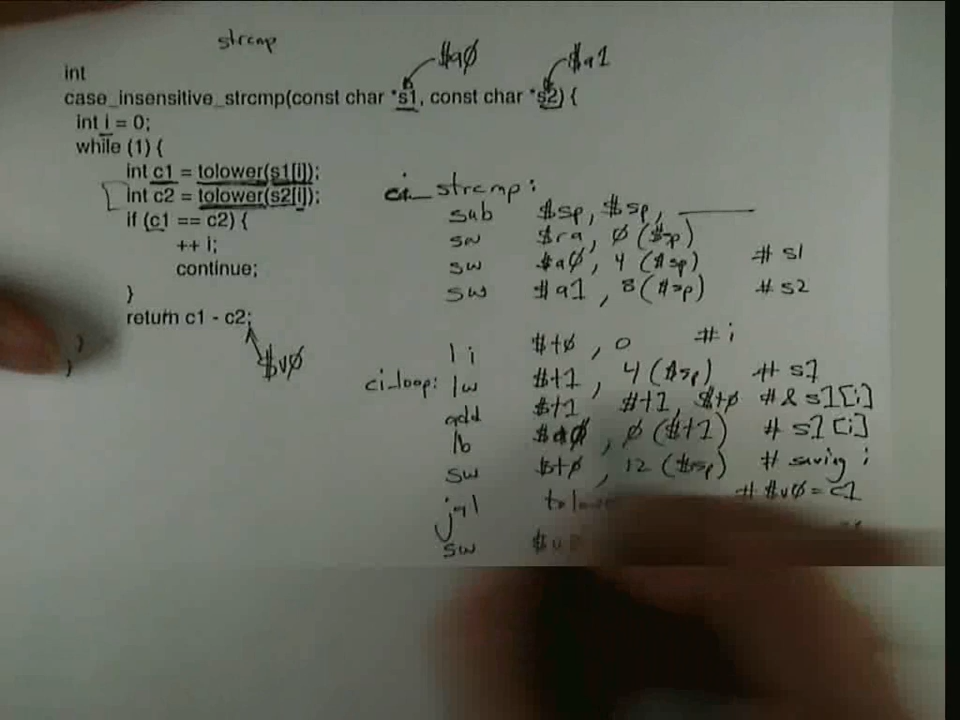 strcmp
$a0
$a1
int
case_insensitive_strcmp(const char *s1, const char *s2) {
int i = 0;
while (1) {
int c1 = tolower(s1[i]);
int c2 = tolower(s2[i]);
if (c1 == c2) {
++ i;
continue;
}
return c1 - c2;
}
$v0
ci_strcmp:
sub $sp, $sp, ____
sw $ra, 0($sp)
sw $a0, 4($sp) # s1
sw $a1, 8($sp) # s2
li $t0, 0 # i
ci_loop: lw $t1, 4($sp) # s1
add $t1 $t1, $t0 # & s1[i]
lb $a0, 0($t1) # s1[i]
sw $t0, 12($sp) # saving i
jal # $v0 = c1
sw